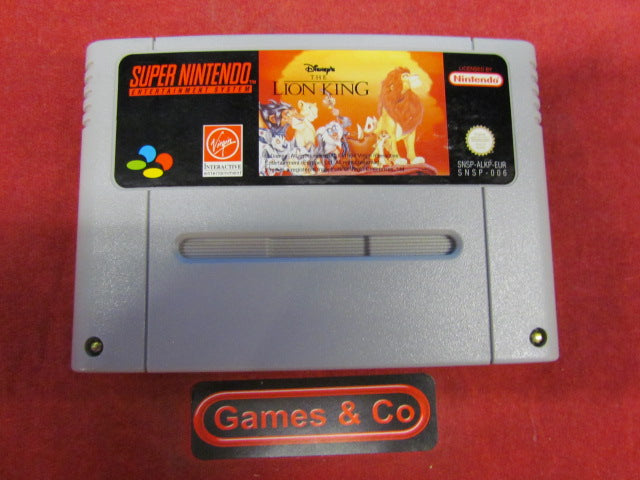 SUPER NINTENDO
ENTERTAINMENT SYSTEM
Virgin
INTERACTIVE
entertainment
Disney's
THE
LION KING
LICENSED BY
Nintendo
SNSP-ALKP-EUR
SNSP-006
Games & Co